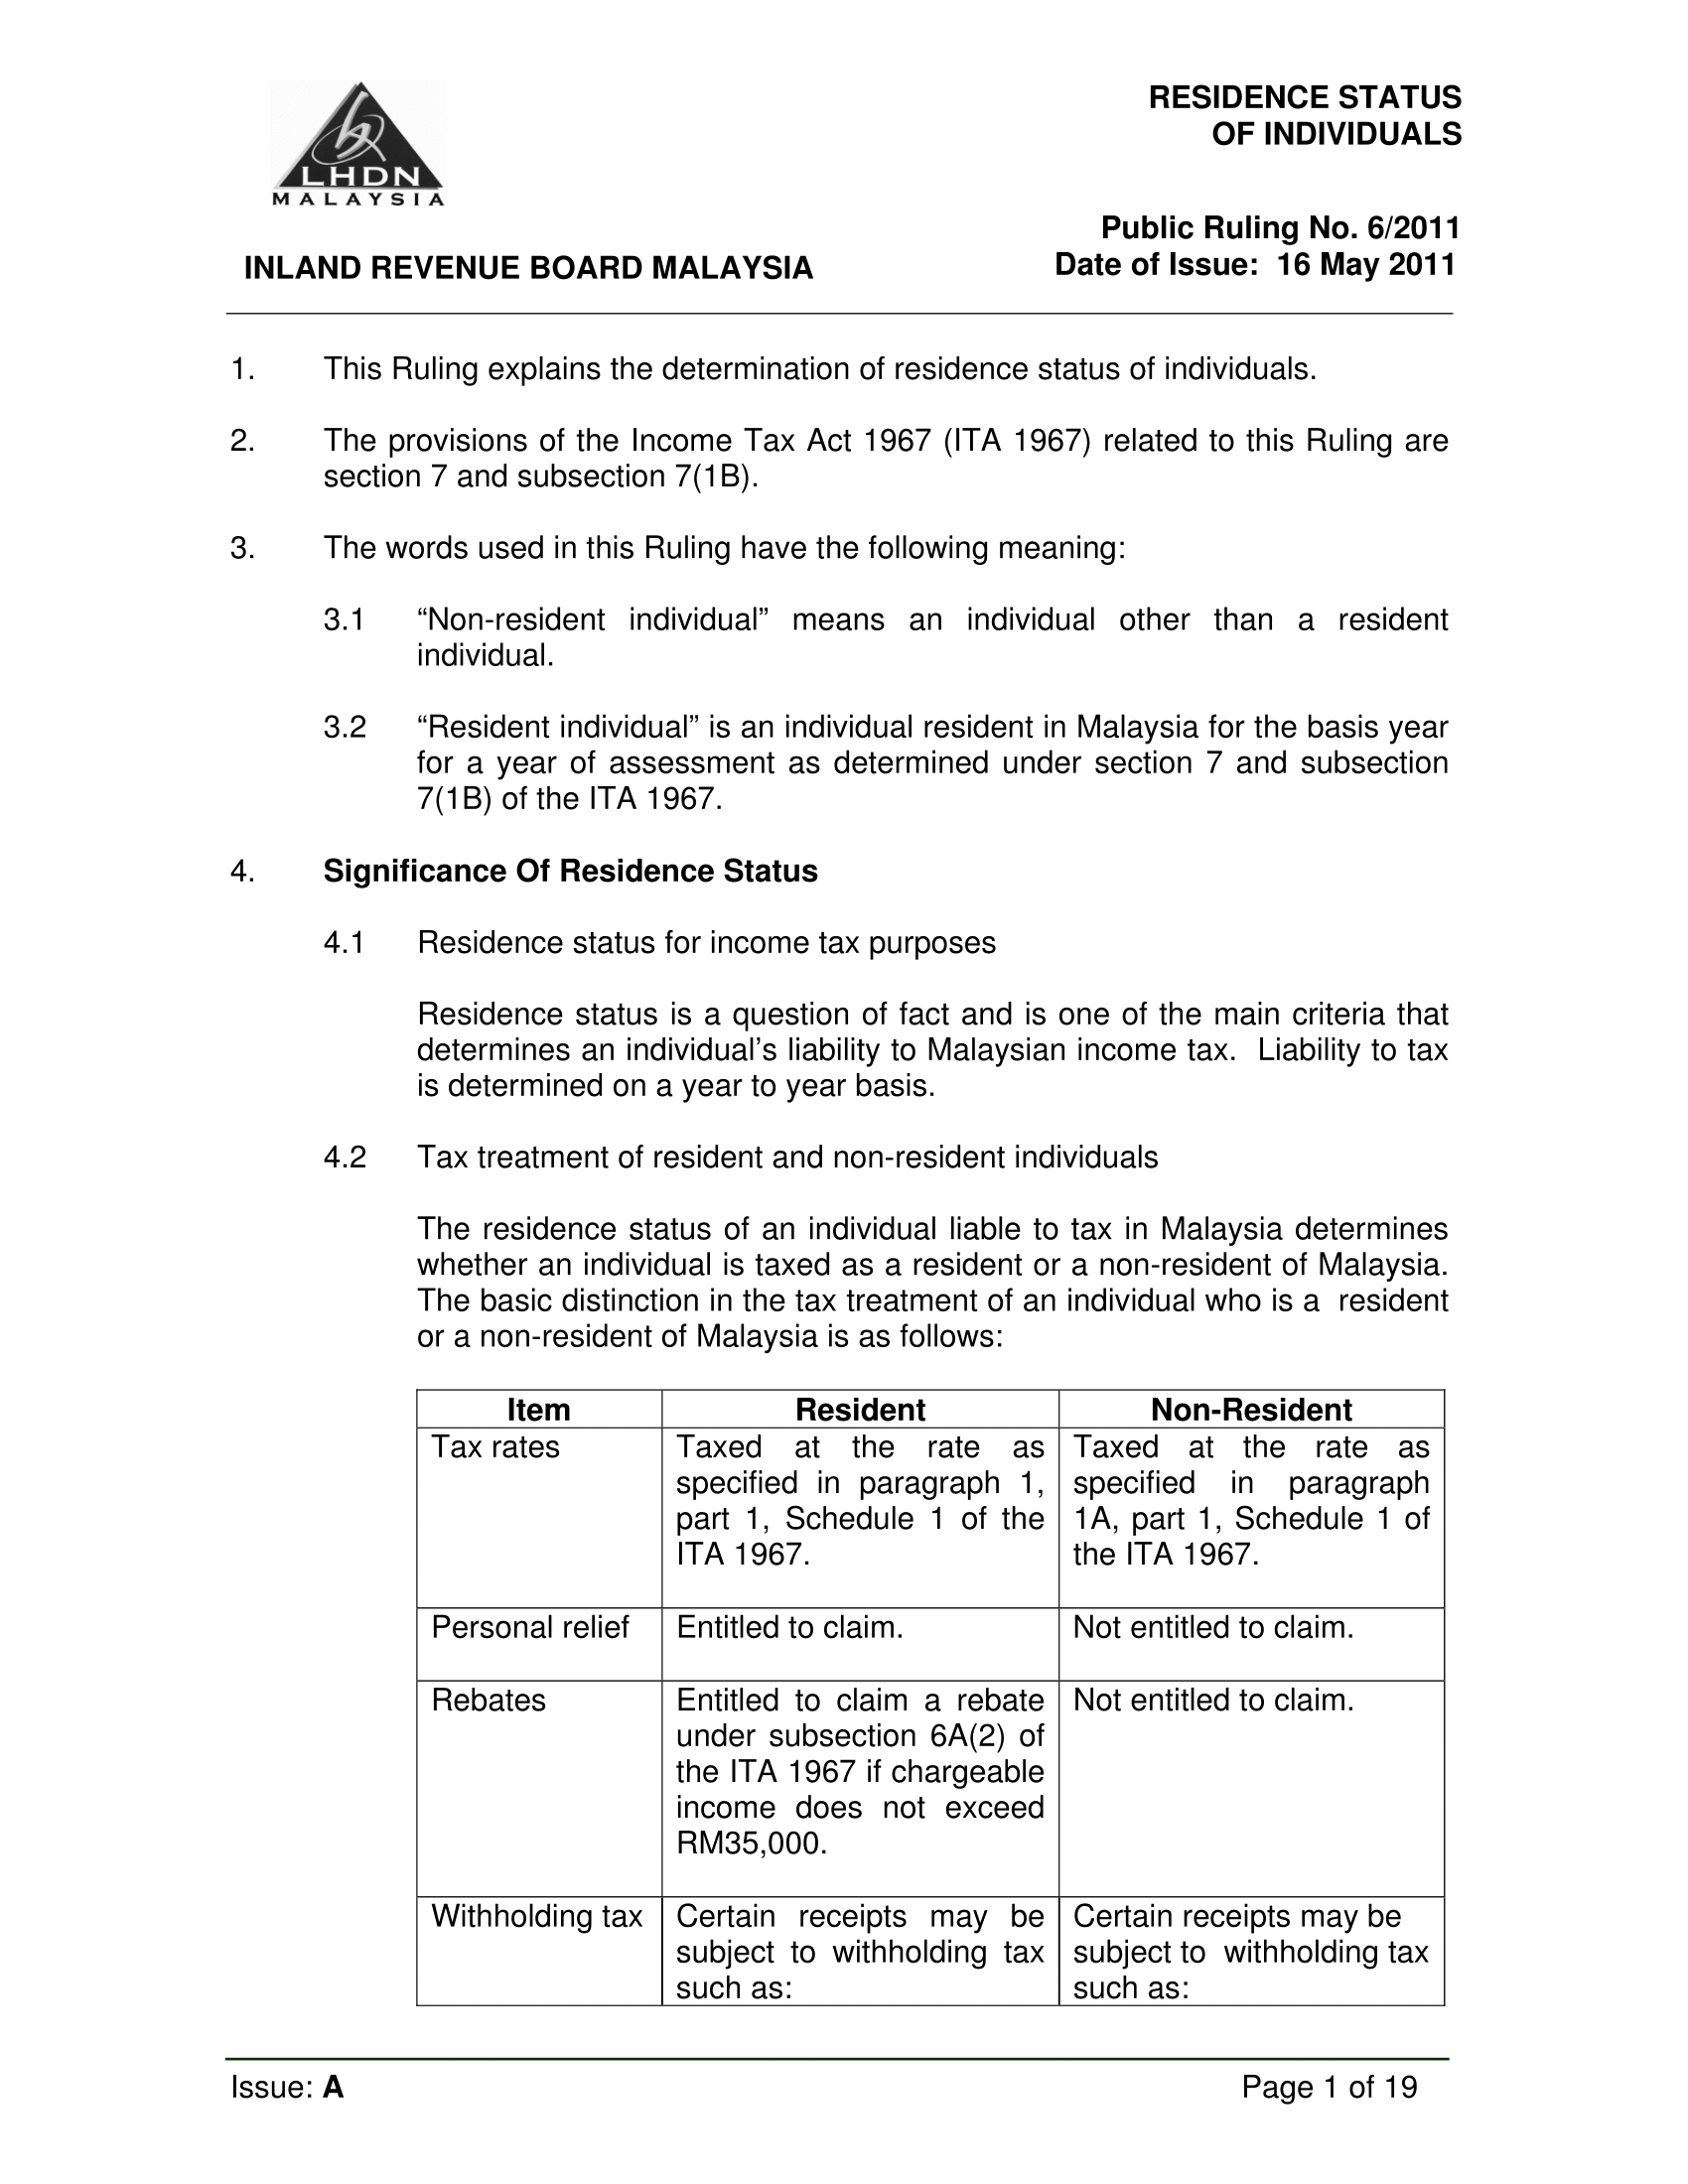 LHDN
MALAYSIA
INLAND REVENUE BOARD MALAYSIA
RESIDENCE STATUS
OF INDIVIDUALS
Public Ruling No. 6/2011
Date of Issue: 16 May 2011
1. This Ruling explains the determination of residence status of individuals.
2. The provisions of the Income Tax Act 1967 (ITA 1967) related to this Ruling are
section 7 and subsection 7(1B).
3. The words used in this Ruling have the following meaning:
3.1 “Non-resident individual” means an individual other than a resident
individual.
3.2 “Resident individual” is an individual resident in Malaysia for the basis year
for a year of assessment as determined under section 7 and subsection
7(1B) of the ITA 1967.
4. Significance Of Residence Status
4.1 Residence status for income tax purposes
Residence status is a question of fact and is one of the main criteria that
determines an individual’s liability to Malaysian income tax. Liability to tax
is determined on a year to year basis.
4.2 Tax treatment of resident and non-resident individuals
The residence status of an individual liable to tax in Malaysia determines
whether an individual is taxed as a resident or a non-resident of Malaysia.
The basic distinction in the tax treatment of an individual who is a resident
or a non-resident of Malaysia is as follows:
Item Resident Non-Resident
Tax rates
Taxed at the rate as
specified in paragraph 1,
part 1, Schedule 1 of the
ITA 1967.
Taxed at the rate as
specified in paragraph
1A, part 1, Schedule 1 of
the ITA 1967.
Personal relief
Entitled to claim.
Not entitled to claim.
Rebates
Entitled to claim a rebate
under subsection 6A(2) of
the ITA 1967 if chargeable
income does not exceed
RM35,000.
Not entitled to claim.
Withholding tax
Certain receipts may be
subject to withholding tax
such as:
Certain receipts may be
subject to withholding tax
such as:
Issue: A
Page 1 of 19